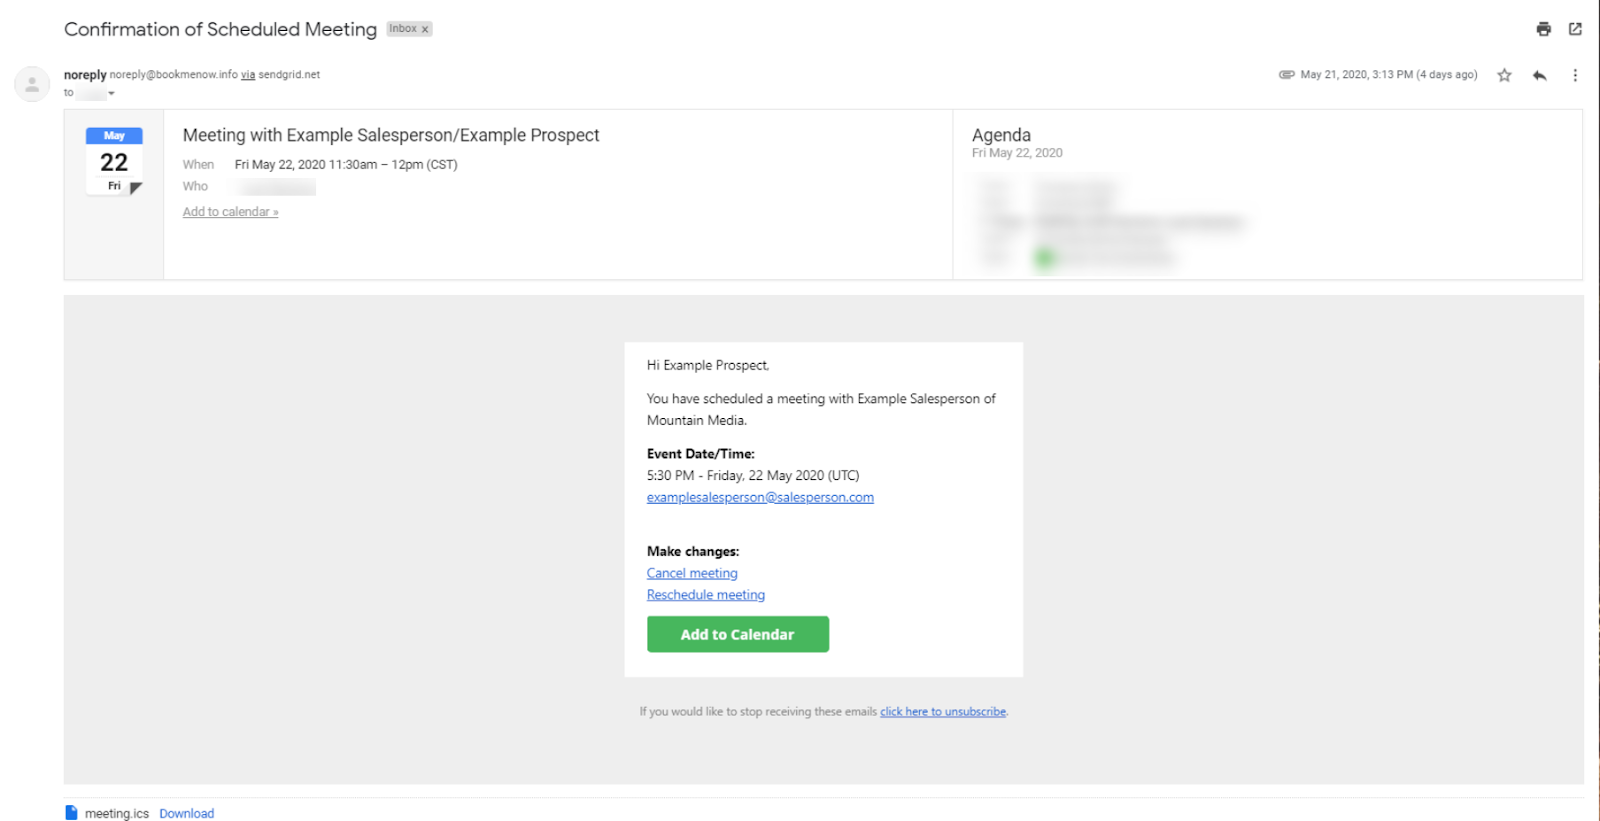 Confirmation of Scheduled Meeting Inbox x
noreply noreply@bookmenow.info via sendgrid.net
May 21, 2020, 3:13 PM (4 days ago)
to
May
22
Fri
Meeting with Example Salesperson/Example Prospect
When Fri May 22, 2020 11:30am – 12pm (CST)
Who
Add to calendar »
Agenda
Fri May 22, 2020
Hi Example Prospect,
You have scheduled a meeting with Example Salesperson of
Mountain Media.
Event Date/Time:
5:30 PM - Friday, 22 May 2020 (UTC)
examplesalesperson@salesperson.com
Make changes:
Cancel meeting
Reschedule meeting
Add to Calendar
If you would like to stop receiving these emails click here to unsubscribe.
meeting.ics Download